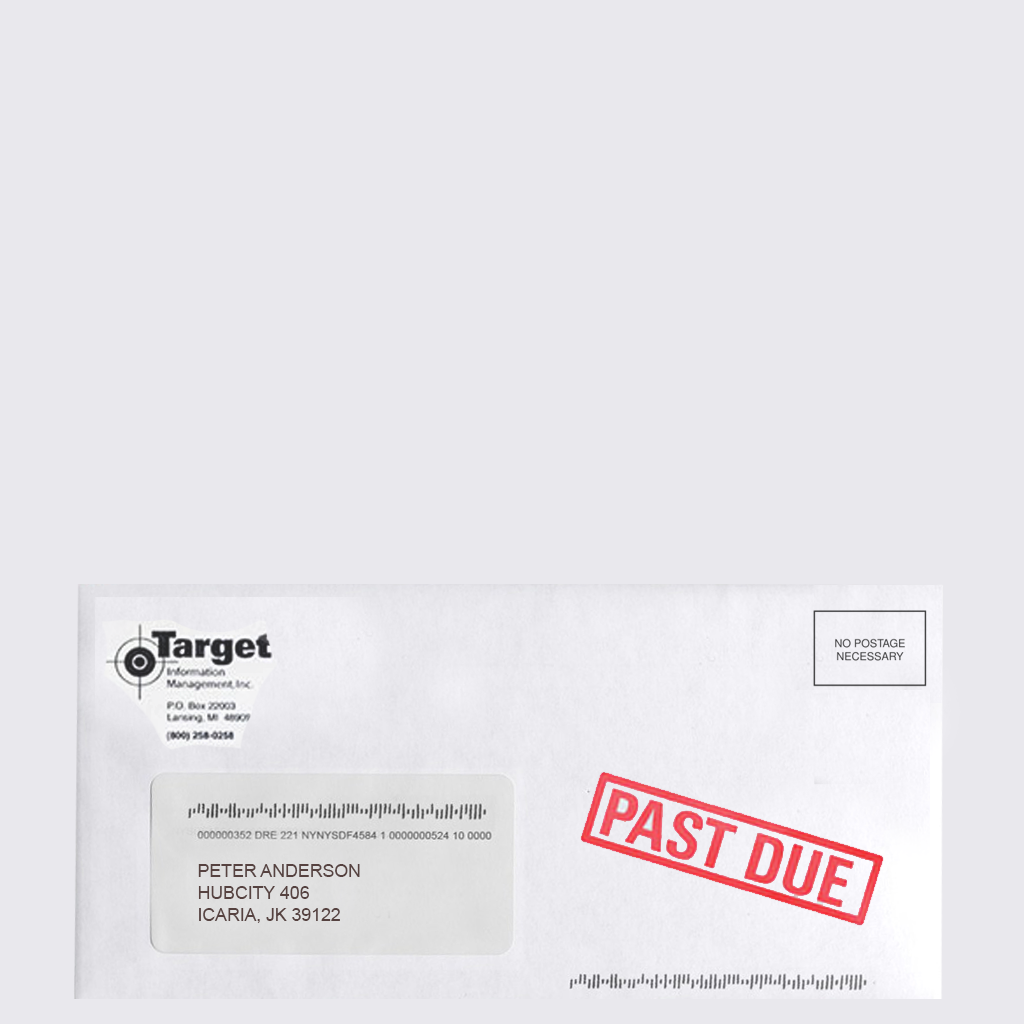 Target
Information
Management, Inc.
P.O. Box 22003
Lansing, MI 48909
(800) 258-0258
NO POSTAGE
NECESSARY
000000352 DRE 221 NYNYSDF4584 1 0000000524 10 0000
PETER ANDERSON
HUBCITY 406
ICARIA, JK 39122
PAST DUE